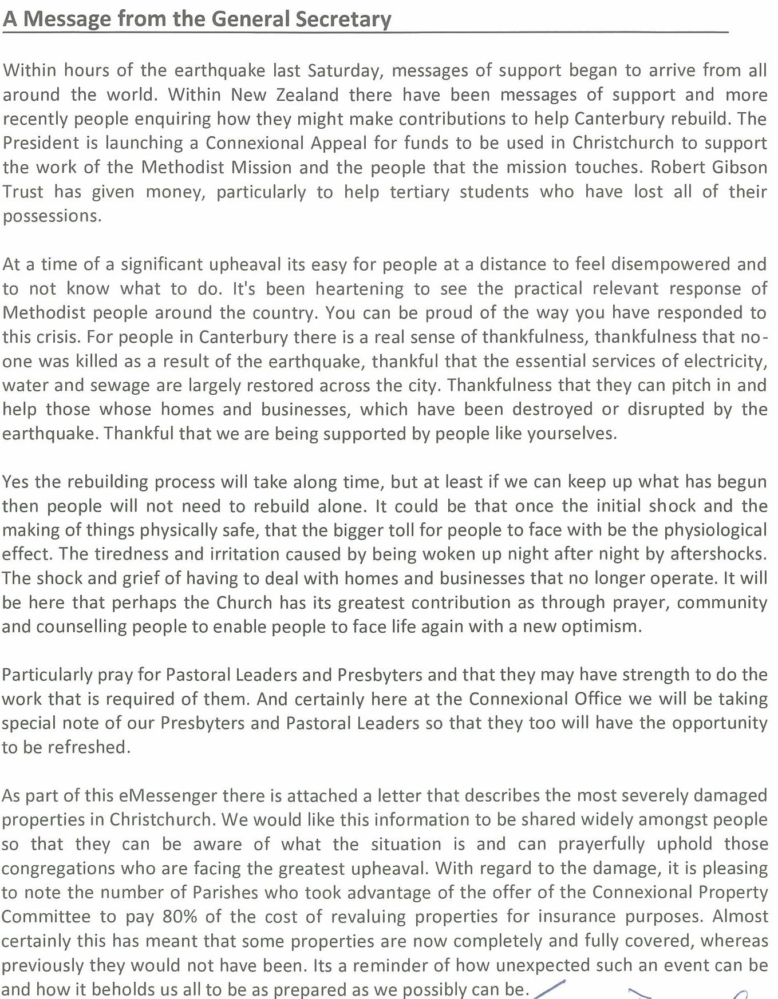 A Message from the General Secretary
Within hours of the earthquake last Saturday, messages of support began to arrive from all
around the world. Within New Zealand there have been messages of support and more
recently people enquiring how they might make contributions to help Canterbury rebuild. The
President is launching a Connexional Appeal for funds to be used in Christchurch to support
the work of the Methodist Mission and the people that the mission touches. Robert Gibson
Trust has given money, particularly to help tertiary students who have lost all of their
possessions.
At a time of a significant upheaval its easy for people at a distance to feel disempowered and
to not know what to do. It's been heartening to see the practical relevant response of
Methodist people around the country. You can be proud of the way you have responded to
this crisis. For people in Canterbury there is a real sense of thankfulness, thankfulness that no-
one was killed as a result of the earthquake, thankful that the essential services of electricity,
water and sewage are largely restored across the city. Thankfulness that they can pitch in and
help those whose homes and businesses, which have been destroyed or disrupted by the
earthquake. Thankful that we are being supported by people like yourselves.
Yes the rebuilding process will take along time, but at least if we can keep up what has begun
then people will not need to rebuild alone. It could be that once the initial shock and the
making of things physically safe, that the bigger toll for people to face with be the physiological
effect. The tiredness and irritation caused by being woken up night after night by aftershocks.
The shock and grief of having to deal with homes and businesses that no longer operate. It will
be here that perhaps the Church has its greatest contribution as through prayer, community
and counselling people to enable people to face life again with a new optimism.
Particularly pray for Pastoral Leaders and Presbyters and that they may have strength to do the
work that is required of them. And certainly here at the Connexional Office we will be taking
special note of our Presbyters and Pastoral Leaders so that they too will have the opportunity
to be refreshed.
As part of this eMessenger there is attached a letter that describes the most severely damaged
properties in Christchurch. We would like this information to be shared widely amongst people
so that they can be aware of what the situation is and can prayerfully uphold those
congregations who are facing the greatest upheaval. With regard to the damage, it is pleasing
to note the number of Parishes who took advantage of the offer of the Connexional Property
Committee to pay 80% of the cost of revaluing properties for insurance purposes. Almost
certainly this has meant that some properties are now completely and fully covered, whereas
previously they would not have been. Its a reminder of how unexpected such an event can be
and how it beholds us all to be as prepared as we possibly can be.